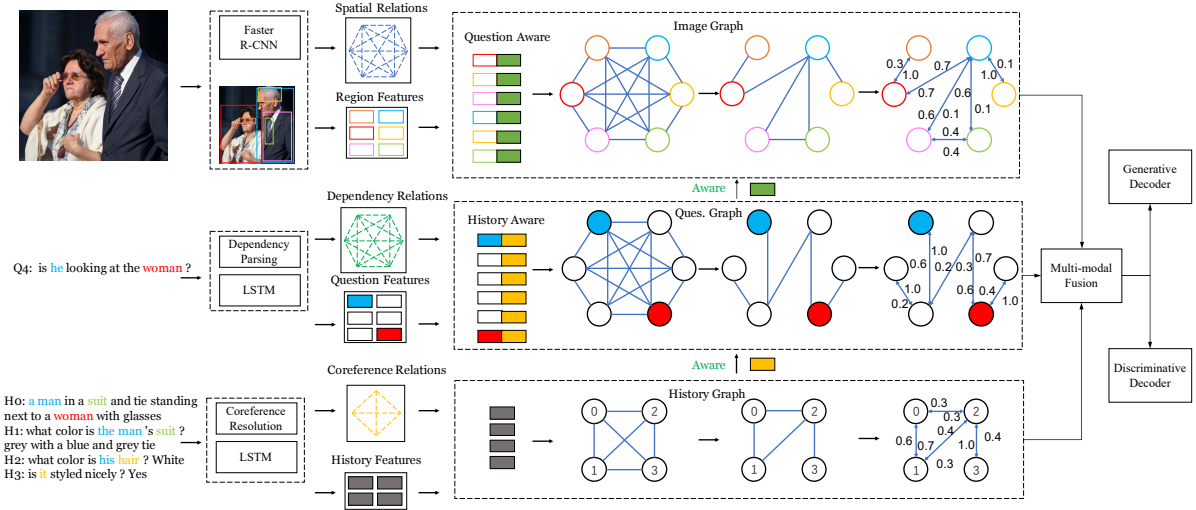 Faster
R-CNN
Spatial Relations
Region Features
Image Graph
Question Aware
0.3
1.0
0.7
0.7
0.6
0.1
0.4
0.4
0.1
1.0
0.1
Aware
Q4: is he looking at the woman ?
Dependency
Parsing
LSTM
Dependency Relations
Question Features
Ques. Graph
History Aware
0.6
1.0
0.2
1.0
0.2
0.3
0.7
0.6
0.4
1.0
Aware
H0: a man in a suit and tie standing
next to a woman with glasses
H1: what color is the man 's suit ?
grey with a blue and grey tie
H2: what color is his hair ? White
H3: is it styled nicely ? Yes
Coreference
Resolution
LSTM
Coreference Relations
History Features
History Graph
0 2
1 3
0 2
1 3
0 2
1 3
0.3
0.3
0.4
0.6
0.7
0.3
1.0
0.4
Multi-modal
Fusion
Generative
Decoder
Discriminative
Decoder